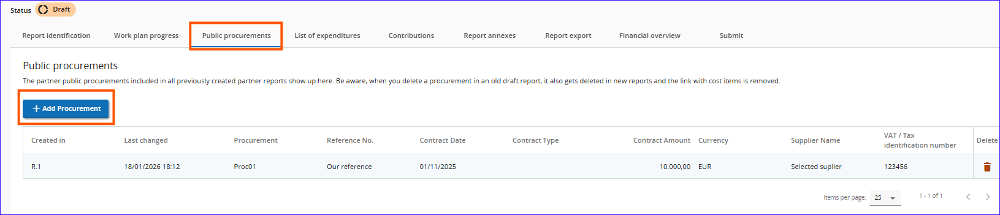 Status Draft
Report identification Work plan progress Public procurements List of expenditures Contributions Report annexes Report export Financial overview Submit
Public procurements
The partner public procurements included in all previously created partner reports show up here. Be aware, when you delete a procurement in an old draft report, it also gets deleted in new reports and the link with cost items is removed.
+ Add Procurement
Created in Last changed Procurement Reference No. Contract Date Contract Type Contract Amount Currency Supplier Name VAT / Tax identification number Delete
R.1 18/01/2026 18:12 Proc01 Our reference 01/11/2025 10.000,00 EUR Selected suplier 123456
Items per page: 25 1 - 1 of 1